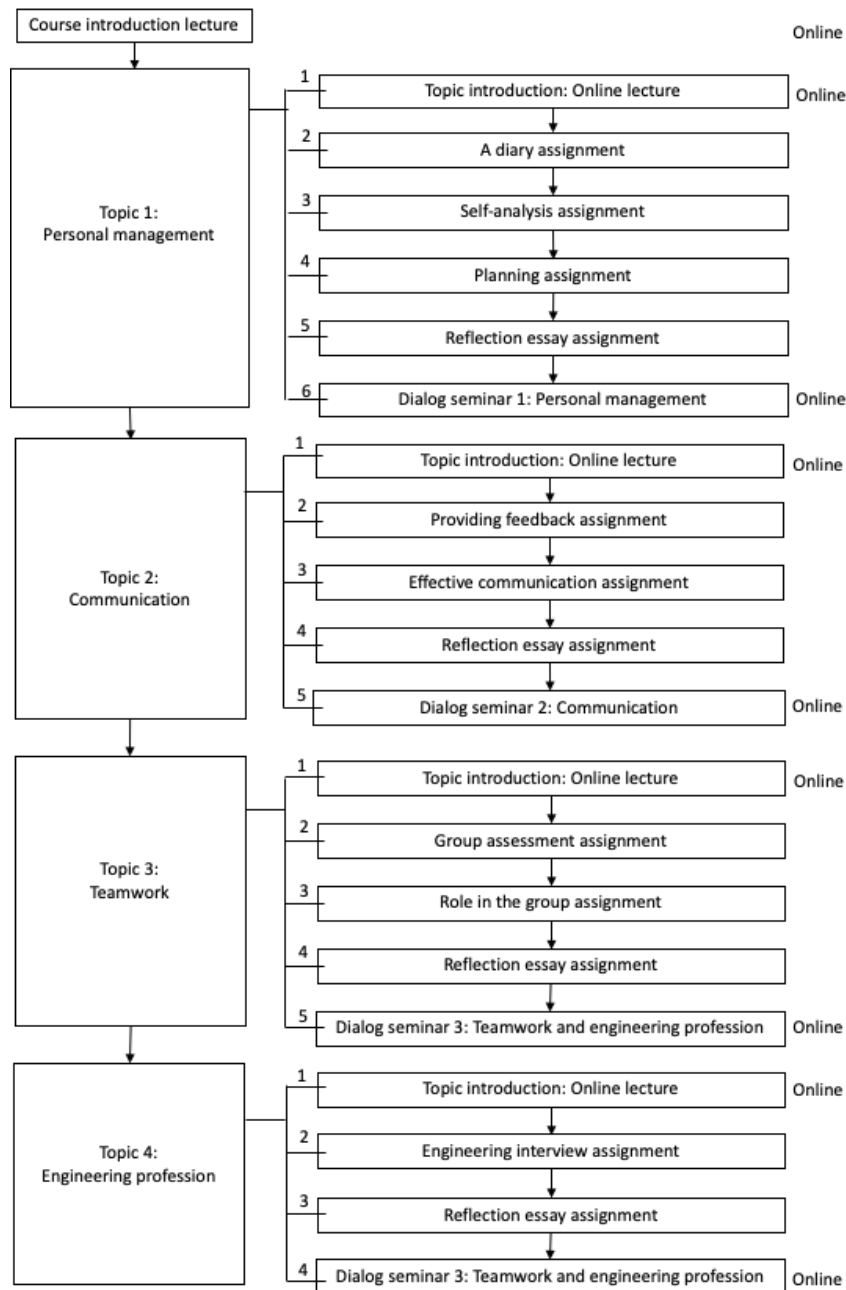 Course introduction lecture
Online
Topic 1:
Personal management
1
Topic introduction: Online lecture
Online
2
A diary assignment
3
Self-analysis assignment
4
Planning assignment
5
Reflection essay assignment
6
Dialog seminar 1: Personal management
Online
Topic 2:
Communication
1
Topic introduction: Online lecture
Online
2
Providing feedback assignment
3
Effective communication assignment
4
Reflection essay assignment
5
Dialog seminar 2: Communication
Online
Topic 3:
Teamwork
1
Topic introduction: Online lecture
Online
2
Group assessment assignment
3
Role in the group assignment
4
Reflection essay assignment
5
Dialog seminar 3: Teamwork and engineering profession
Online
Topic 4:
Engineering profession
1
Topic introduction: Online lecture
Online
2
Engineering interview assignment
3
Reflection essay assignment
4
Dialog seminar 3: Teamwork and engineering profession
Online